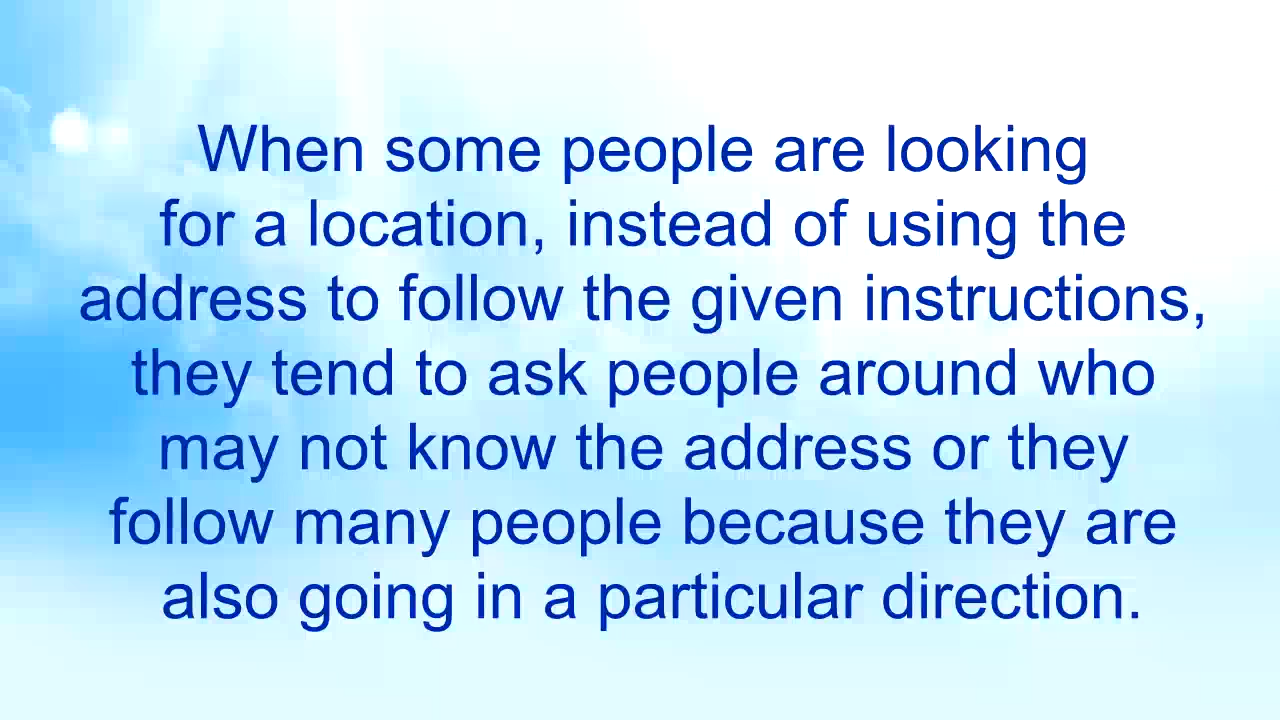 When some people are looking
for a location, instead of using the
address to follow the given instructions,
they tend to ask people around who
may not know the address or they
follow many people because they are
also going in a particular direction.